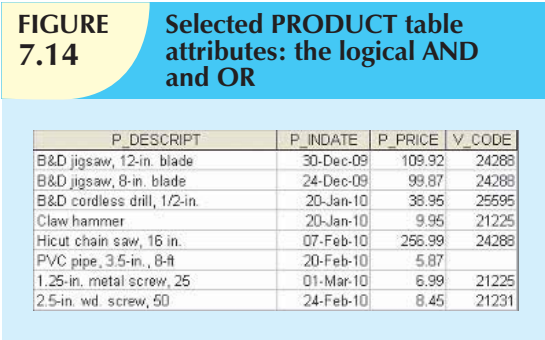 FIGURE 7.14
Selected PRODUCT table attributes: the logical AND and OR
P_DESCRIPT P_INDATE P_PRICE V_CODE
B&D jigsaw, 12-in. blade 30-Dec-09 109.92 24288
B&D jigsaw, 8-in. blade 24-Dec-09 99.87 24288
B&D cordless drill, 1/2-in. 20-Jan-10 38.95 25595
Claw hammer 20-Jan-10 9.95 21225
Hicut chain saw, 16 in. 07-Feb-10 256.99 24288
PVC pipe, 3.5-in., 8-ft 20-Feb-10 5.87
1.25-in. metal screw, 25 01-Mar-10 6.99 21225
2.5-in. wd. screw, 50 24-Feb-10 8.45 21231